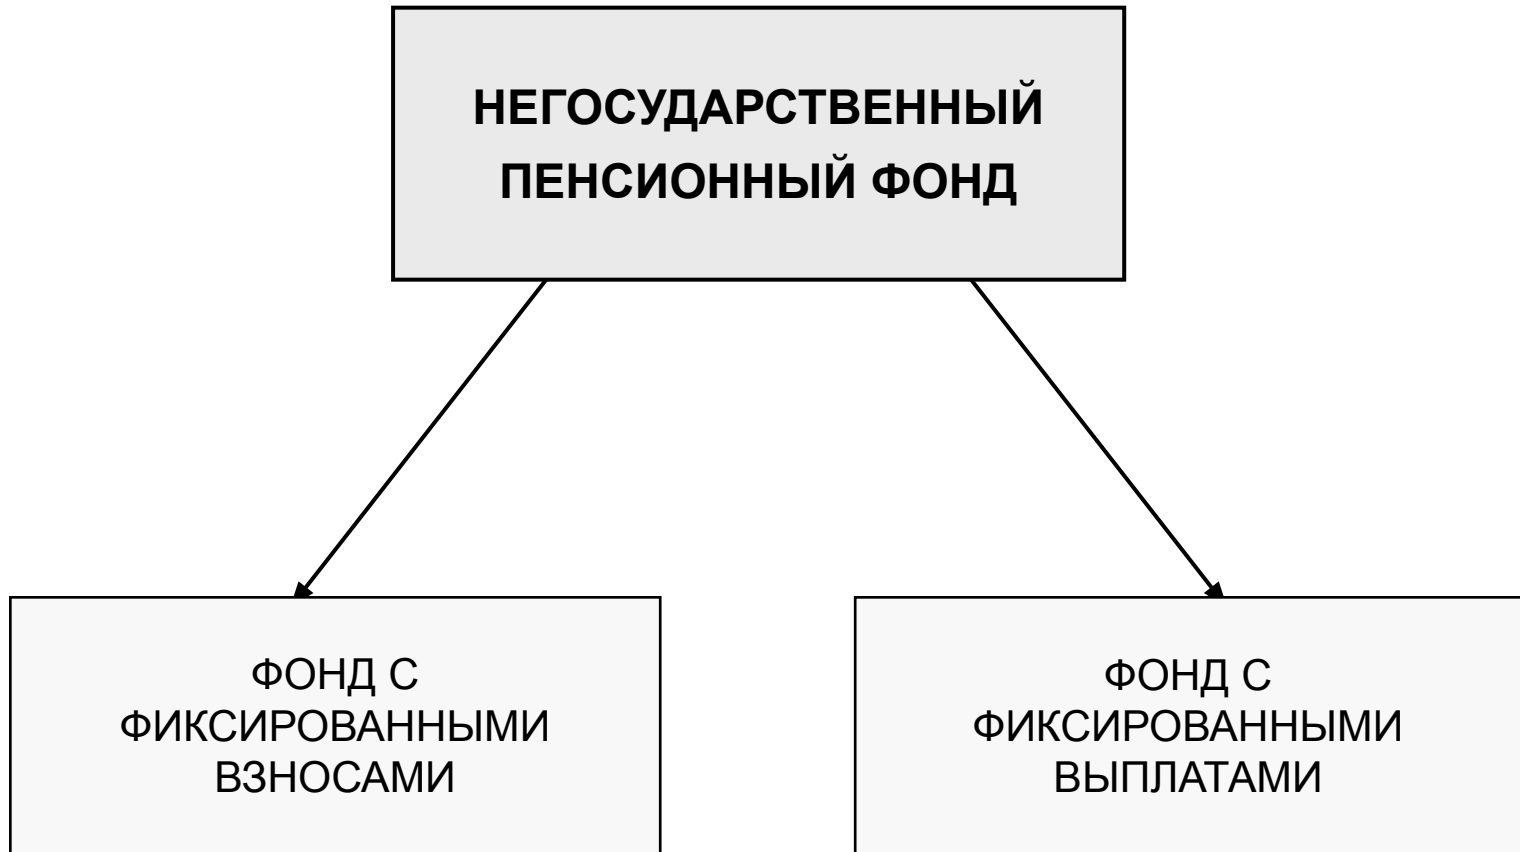 НЕГОСУДАРСТВЕННЫЙ
ПЕНСИОННЫЙ ФОНД
ФОНД С
ФИКСИРОВАННЫМИ
ВЗНОСАМИ
ФОНД С
ФИКСИРОВАННЫМИ
ВЫПЛАТАМИ